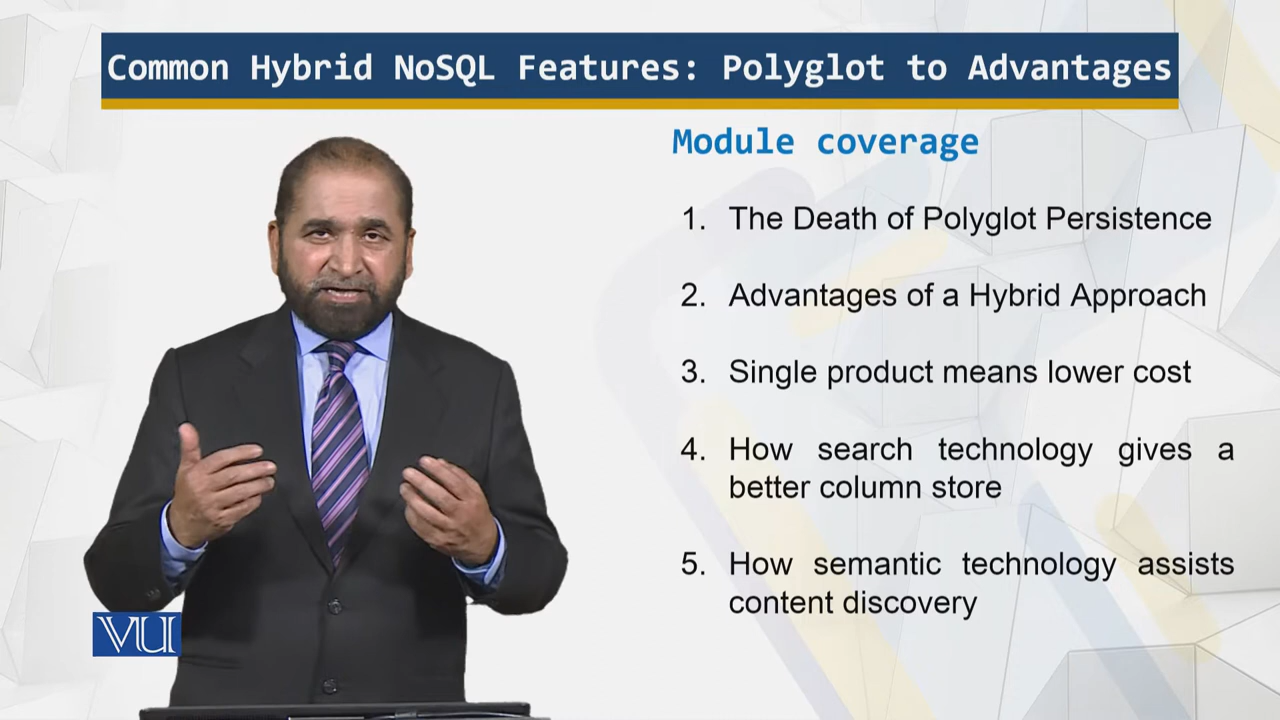 Common Hybrid NoSQL Features: Polyglot to Advantages
Module coverage
1. The Death of Polyglot Persistence
2. Advantages of a Hybrid Approach
3. Single product means lower cost
4. How search technology gives a
better column store
5. How semantic technology assists
content discovery
VU